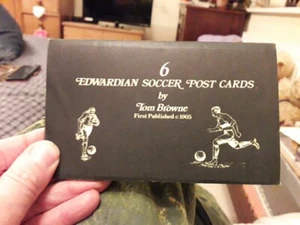 6
EDWARDIAN SOCCER POST CARDS
by
Tom Browne
First Published c 1905